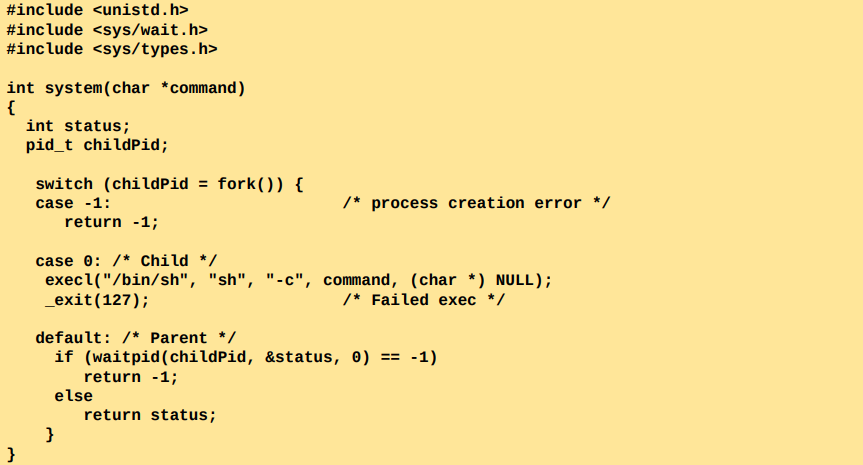 #include <unistd.h>
#include <sys/wait.h>
#include <sys/types.h>

int system(char *command)
{
  int status;
  pid_t childPid;

   switch (childPid = fork()) {
   case -1:                        /* process creation error */
      return -1;

   case 0: /* Child */
    execl("/bin/sh", "sh", "-c", command, (char *) NULL);
    _exit(127);                    /* Failed exec */

   default: /* Parent */
     if (waitpid(childPid, &status, 0) == -1)
        return -1;
     else
        return status;
    }
}